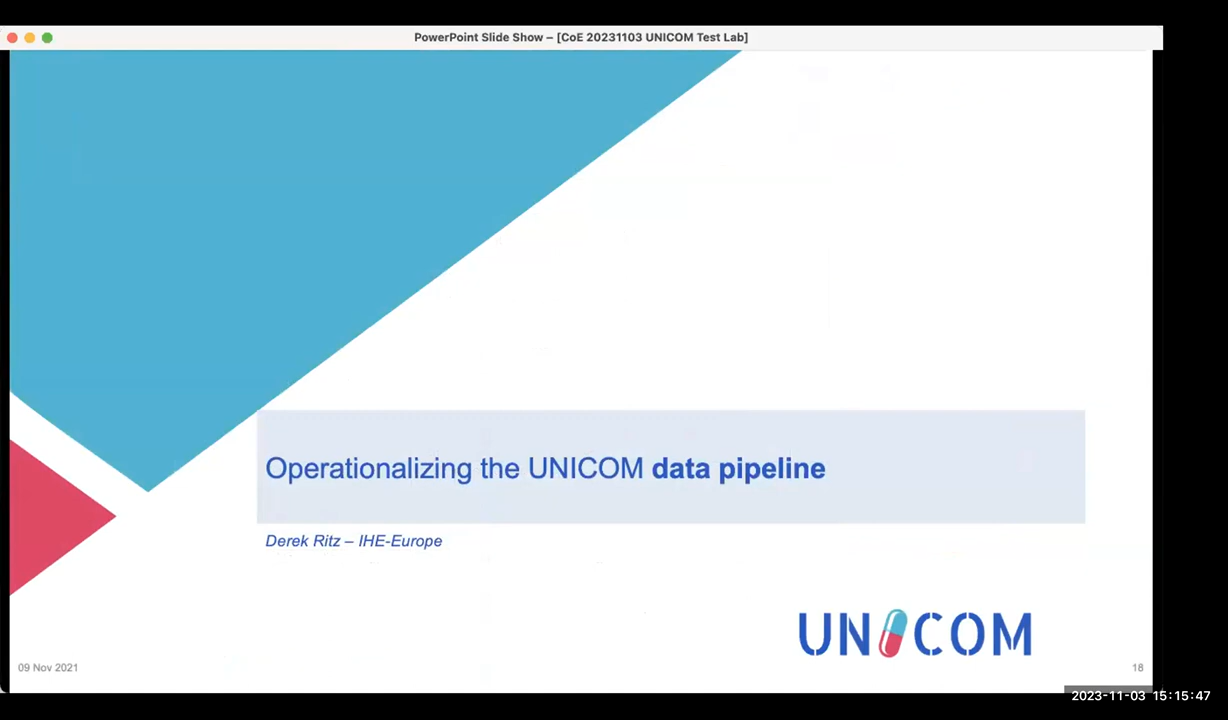 PowerPoint Slide Show – [CoE 20231103 UNICOM Test Lab]
Operationalizing the UNICOM data pipeline
Derek Ritz – IHE-Europe
UNICOM
09 Nov 2021
18
2023-11-03 15:15:47